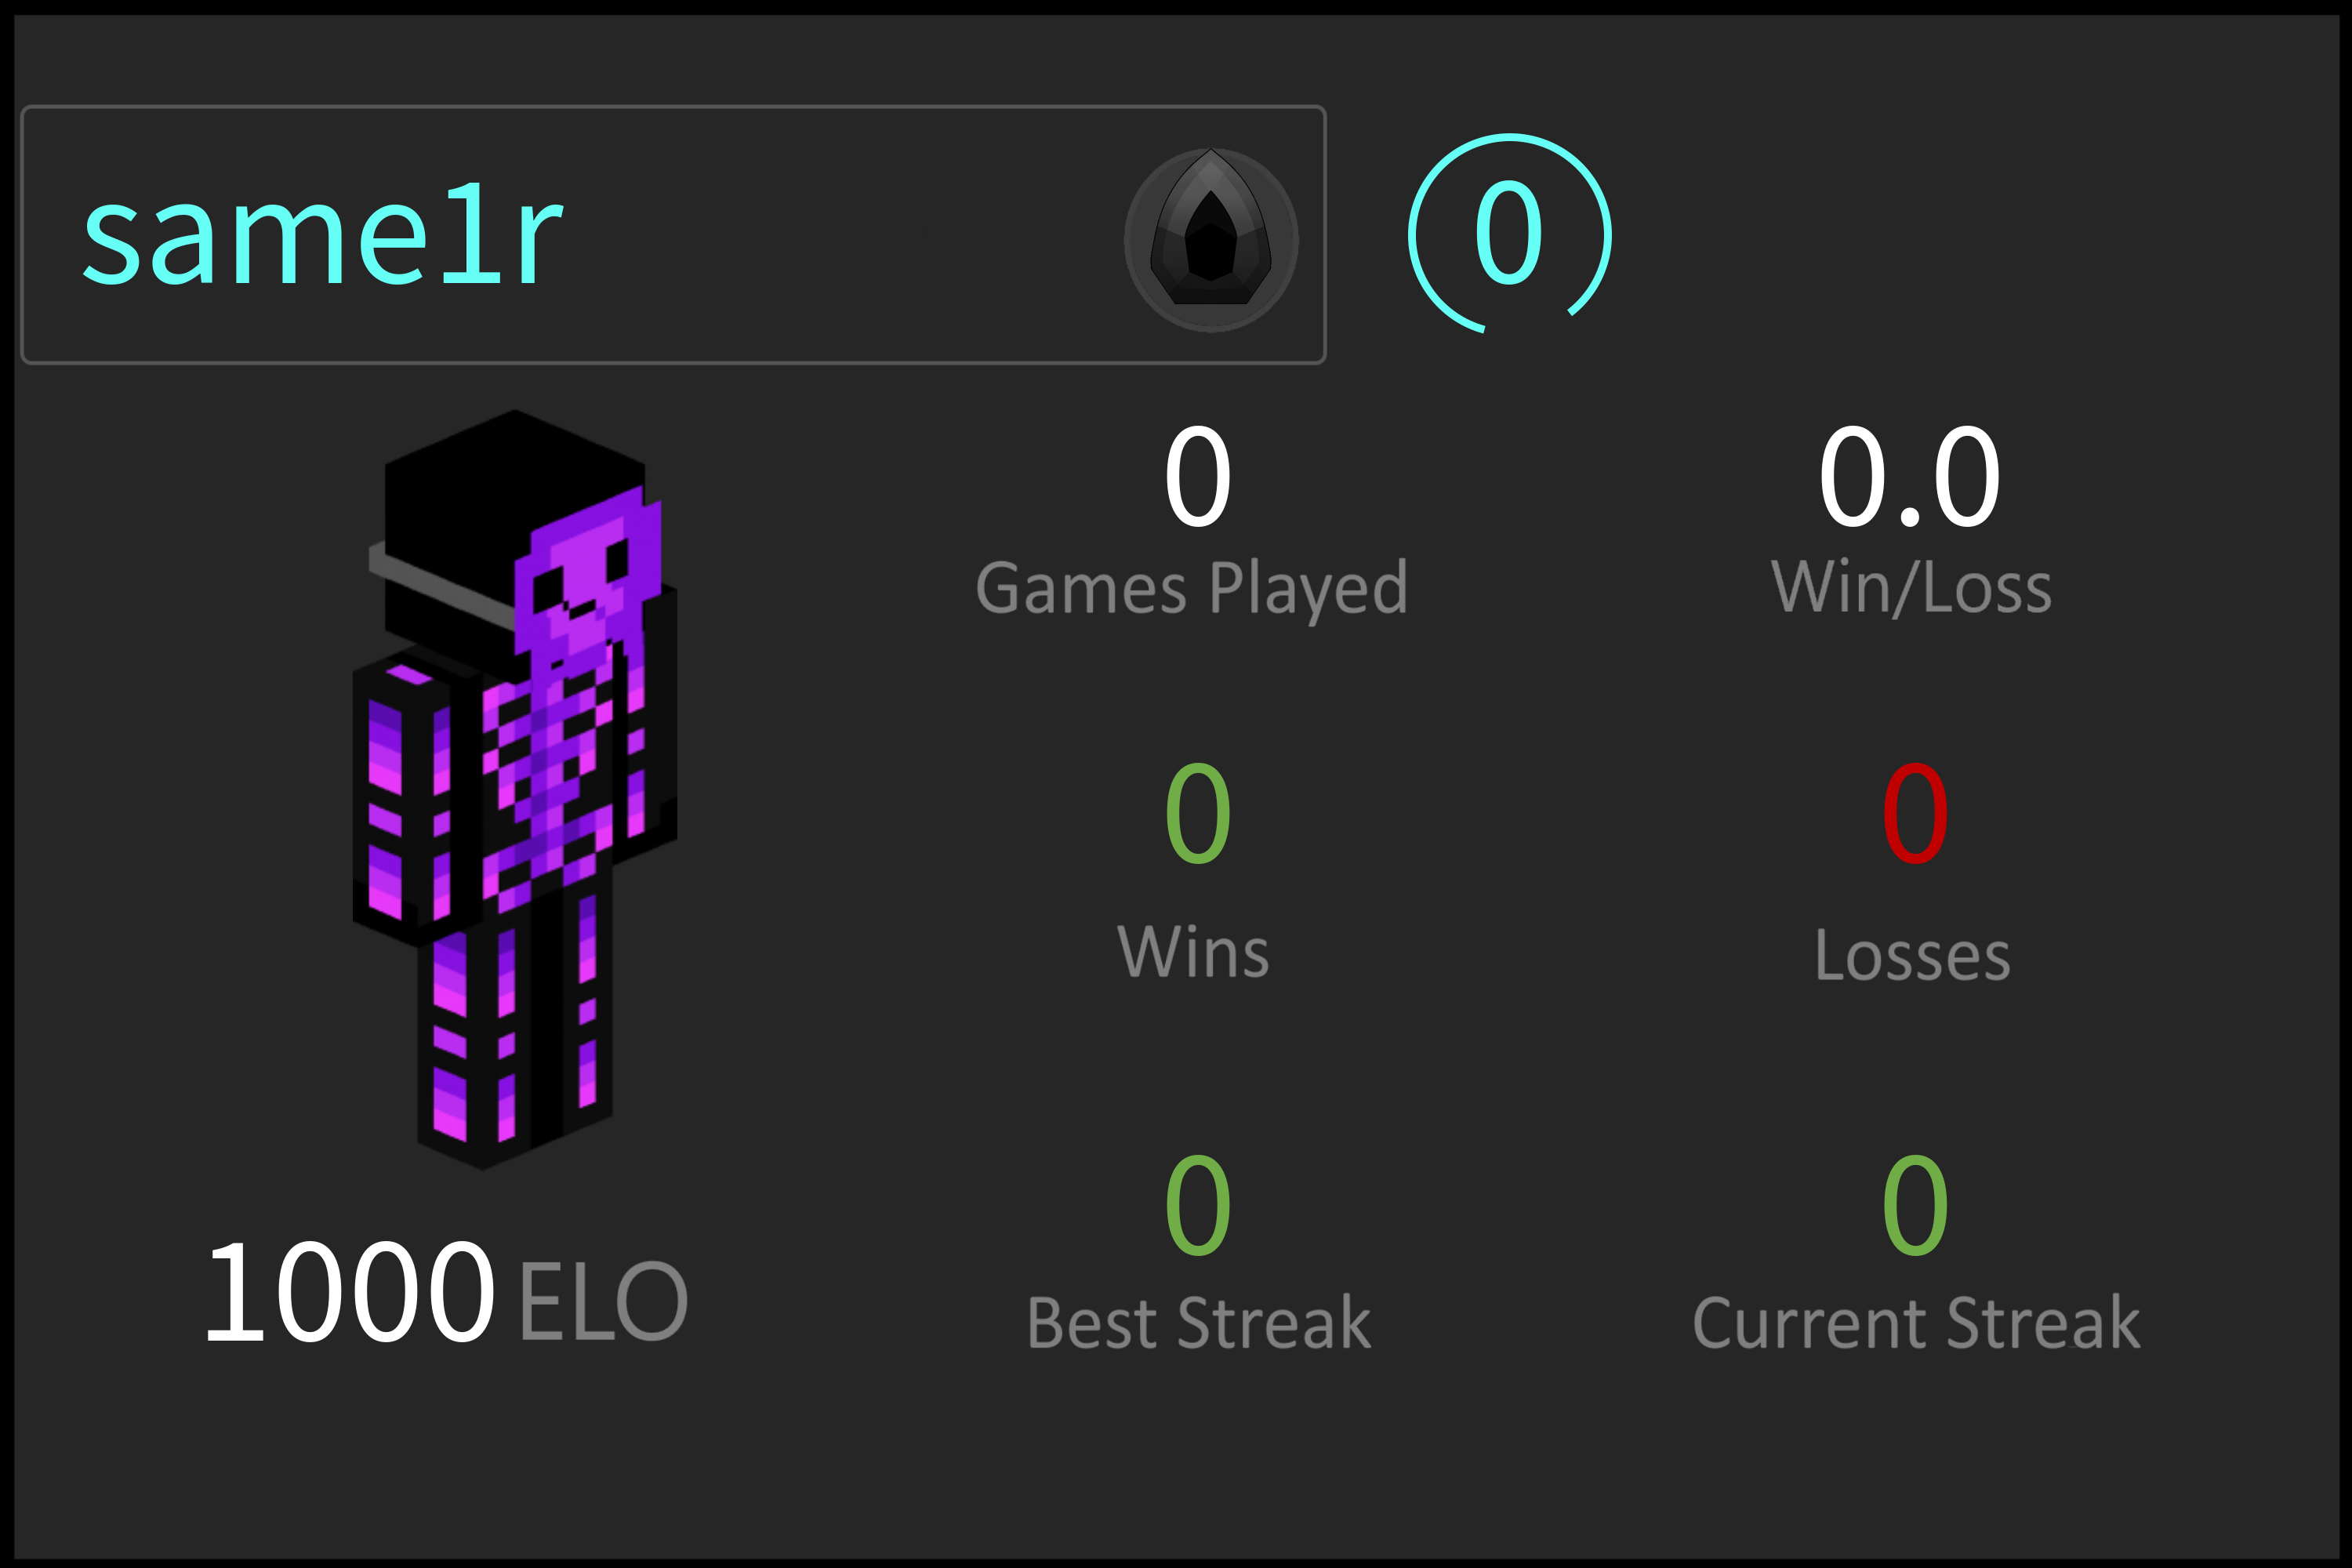 same1r
0
0
0.0
Games Played
Win/Loss
0
0
Wins
Losses
0
0
1000 ELO
Best Streak
Current Streak